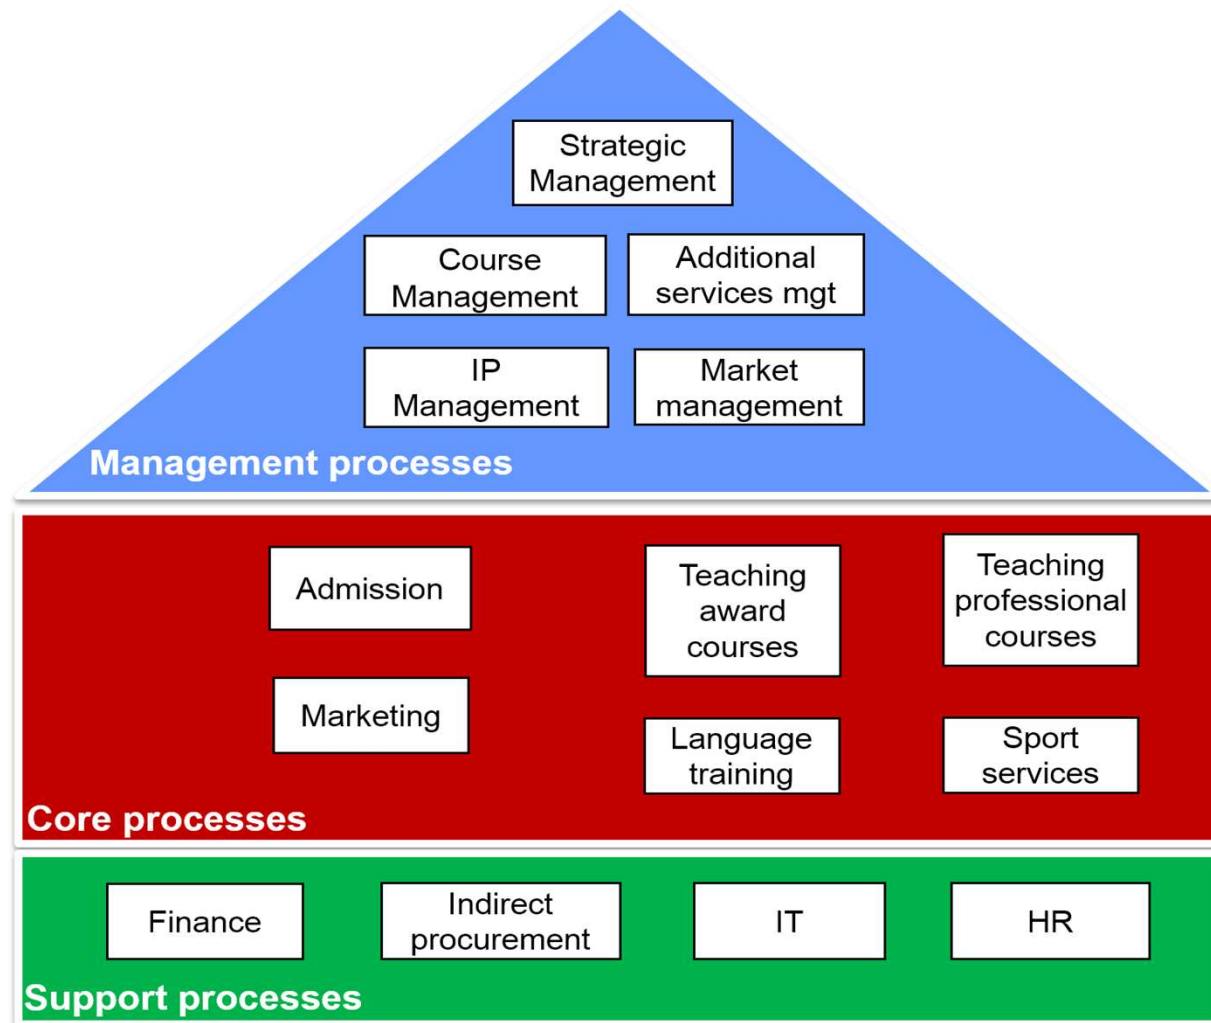 Strategic
Management
Course
Management
Additional
services mgt
IP
Management
Market
management
Management processes
Admission
Teaching
award
courses
Teaching
professional
courses
Marketing
Language
training
Sport
services
Core processes
Finance
Indirect
procurement
IT
HR
Support processes